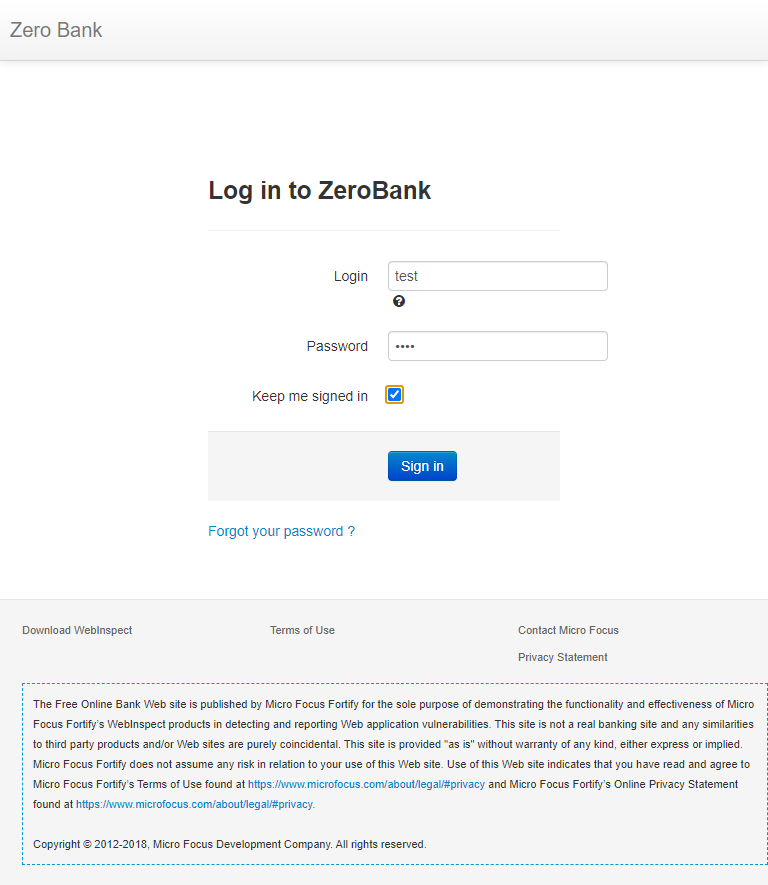 Zero Bank
Log in to ZeroBank
Login
test
Password
••••
Keep me signed in
Sign in
Forgot your password ?
Download WebInspect
Terms of Use
Contact Micro Focus
Privacy Statement
The Free Online Bank Web site is published by Micro Focus Fortify for the sole purpose of demonstrating the functionality and effectiveness of Micro
Focus Fortify's WebInspect products in detecting and reporting Web application vulnerabilities. This site is not a real banking site and any similarities
to third party products and/or Web sites are purely coincidental. This site is provided "as is" without warranty of any kind, either express or implied.
Micro Focus Fortify does not assume any risk in relation to your use of this Web site. Use of this Web site indicates that you have read and agree to
Micro Focus Fortify's Terms of Use found at https://www.microfocus.com/about/legal/#privacy and Micro Focus Fortify's Online Privacy Statement
found at https://www.microfocus.com/about/legal/#privacy.
Copyright © 2012-2018, Micro Focus Development Company. All rights reserved.